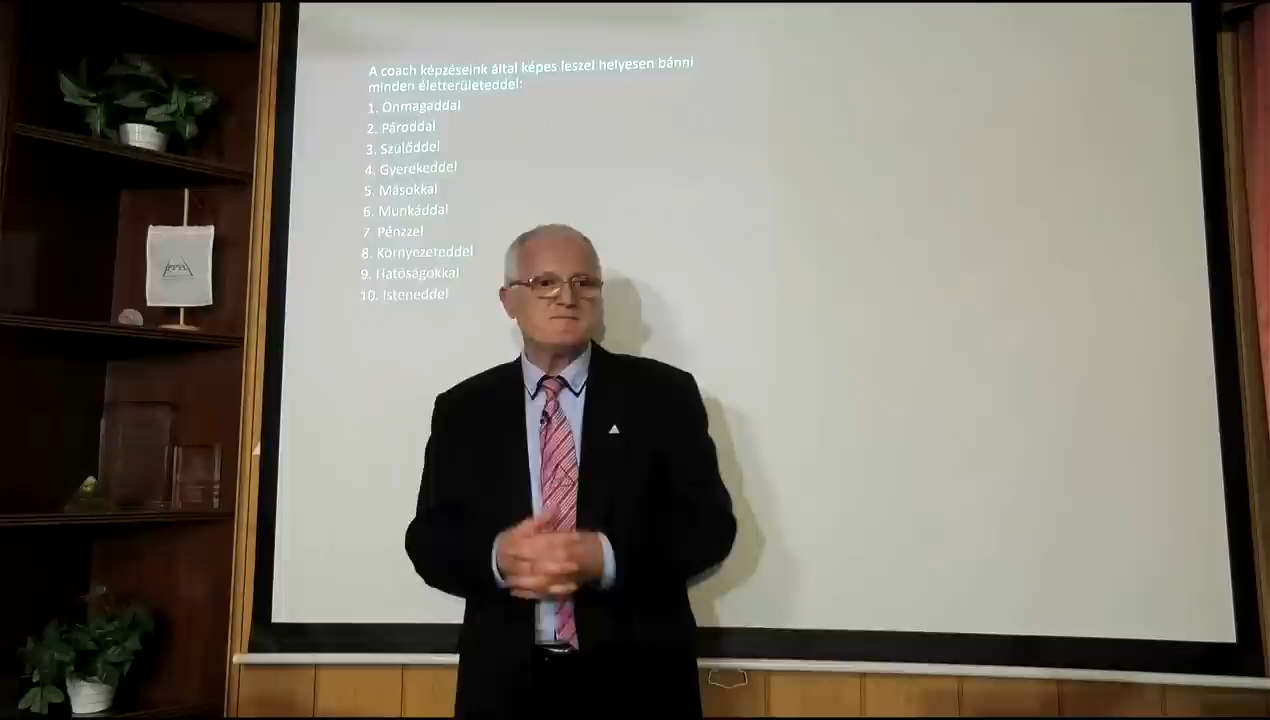 A coach képzéseink által képes leszel helyesen bánni
minden életterületeddel:
1. Önmagaddal
2. Pároddal
3. Szülőddel
4. Gyerekeddel
5. Másokkal
6. Munkáddal
7. Pénzzel
8. Környezeteddel
9. Hatóságokkal
10. Isteneddel